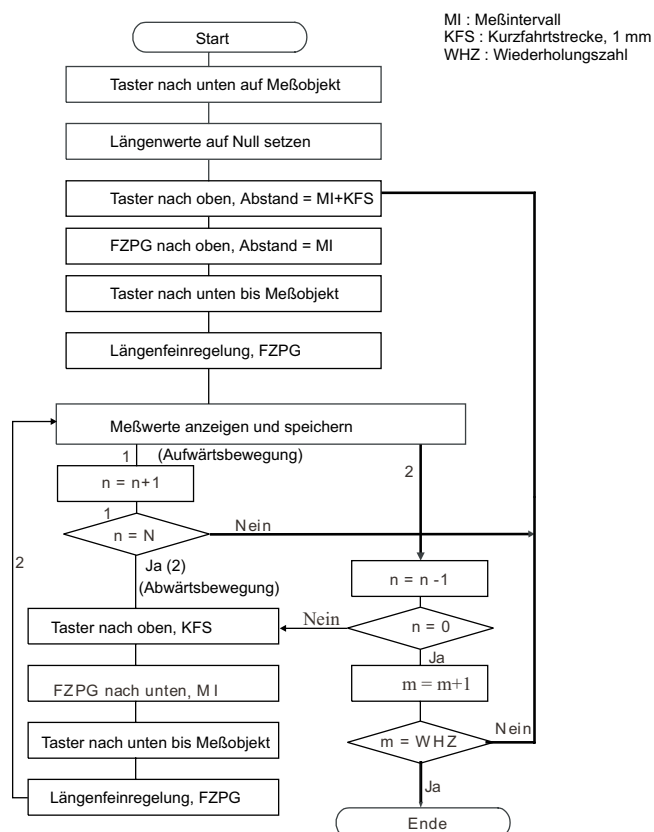 MI : Meßintervall
KFS : Kurzfahrtstrecke, 1 mm
WHZ : Wiederholungszahl
Start
Taster nach unten auf Meßobjekt
Längenwerte auf Null setzen
Taster nach oben, Abstand = MI+KFS
FZPG nach oben, Abstand = MI
Taster nach unten bis Meßobjekt
Längenfeinregelung, FZPG
Meßwerte anzeigen und speichern
1
(Aufwärtsbewegung)
2
n = n+1
1
n = N
Nein
2
Ja (2)
(Abwärtsbewegung)
n = n -1
Taster nach oben, KFS
Nein
n = 0
Ja
FZPG nach unten, MI
m = m+1
Taster nach unten bis Meßobjekt
m = WHZ
Nein
Längenfeinregelung, FZPG
Ja
Ende